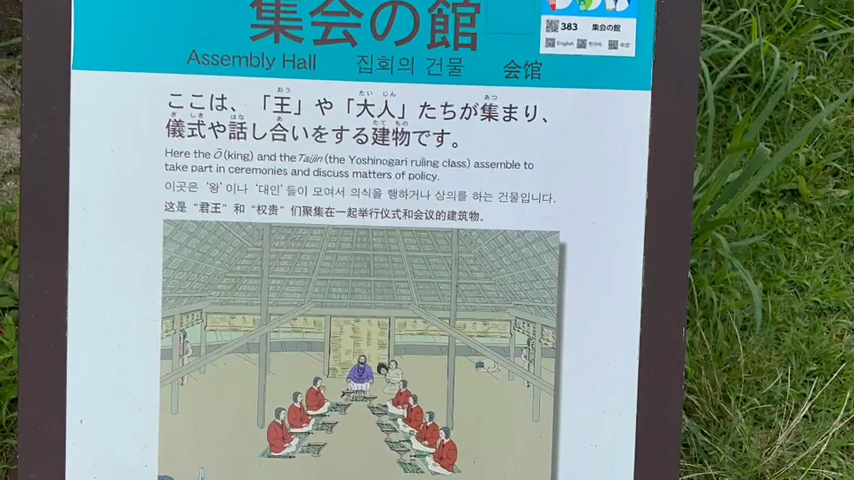 集会の館
383 集会の館
English 한국어 中文
Assembly Hall 집회의 건물 会馆
ここは、「王」や「大人」たちが集まり、
儀式や話し合いをする建物です。
Here the Ō (king) and the Taijin (the Yoshinogari ruling class) assemble to
take part in ceremonies and discuss matters of policy.
이곳은 ‘왕’ 이나 ‘대인’ 들이 모여서 의식을 행하거나 상의를 하는 건물입니다.
这是 “君王” 和 “权贵” 们聚集在一起举行仪式和会议的建筑物。